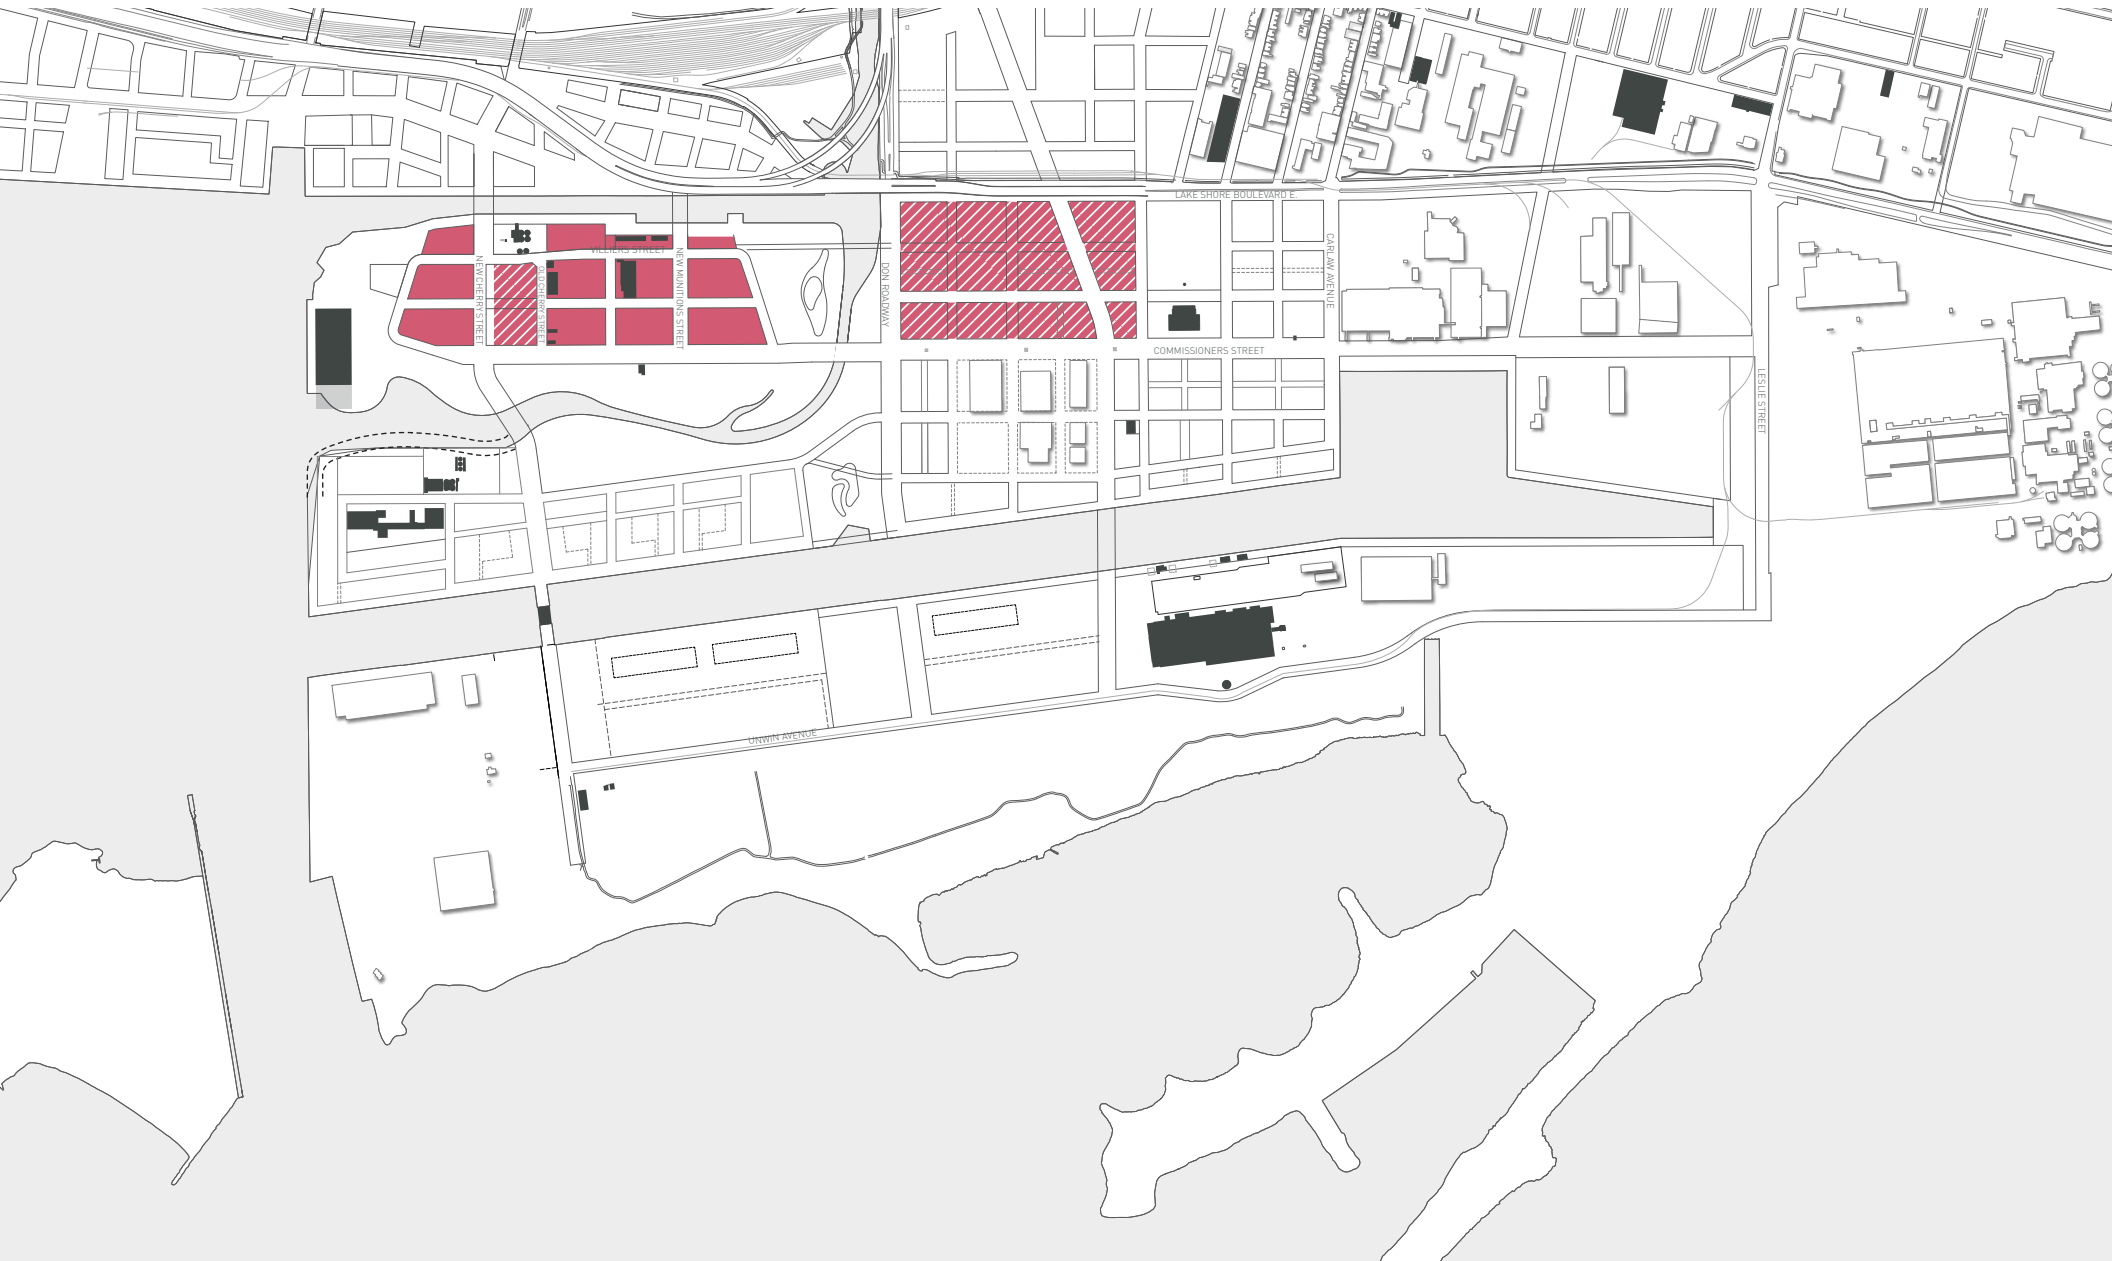 LAKE SHORE BOULEVARD E.
VILLIERS STREET
NEW CHERRY STREET
OLD CHERRY STREET
NEW MUNITIONS STREET
DON ROADWAY
CARLAW AVENUE
COMMISSIONERS STREET
LESLIE STREET
UNWIN AVENUE